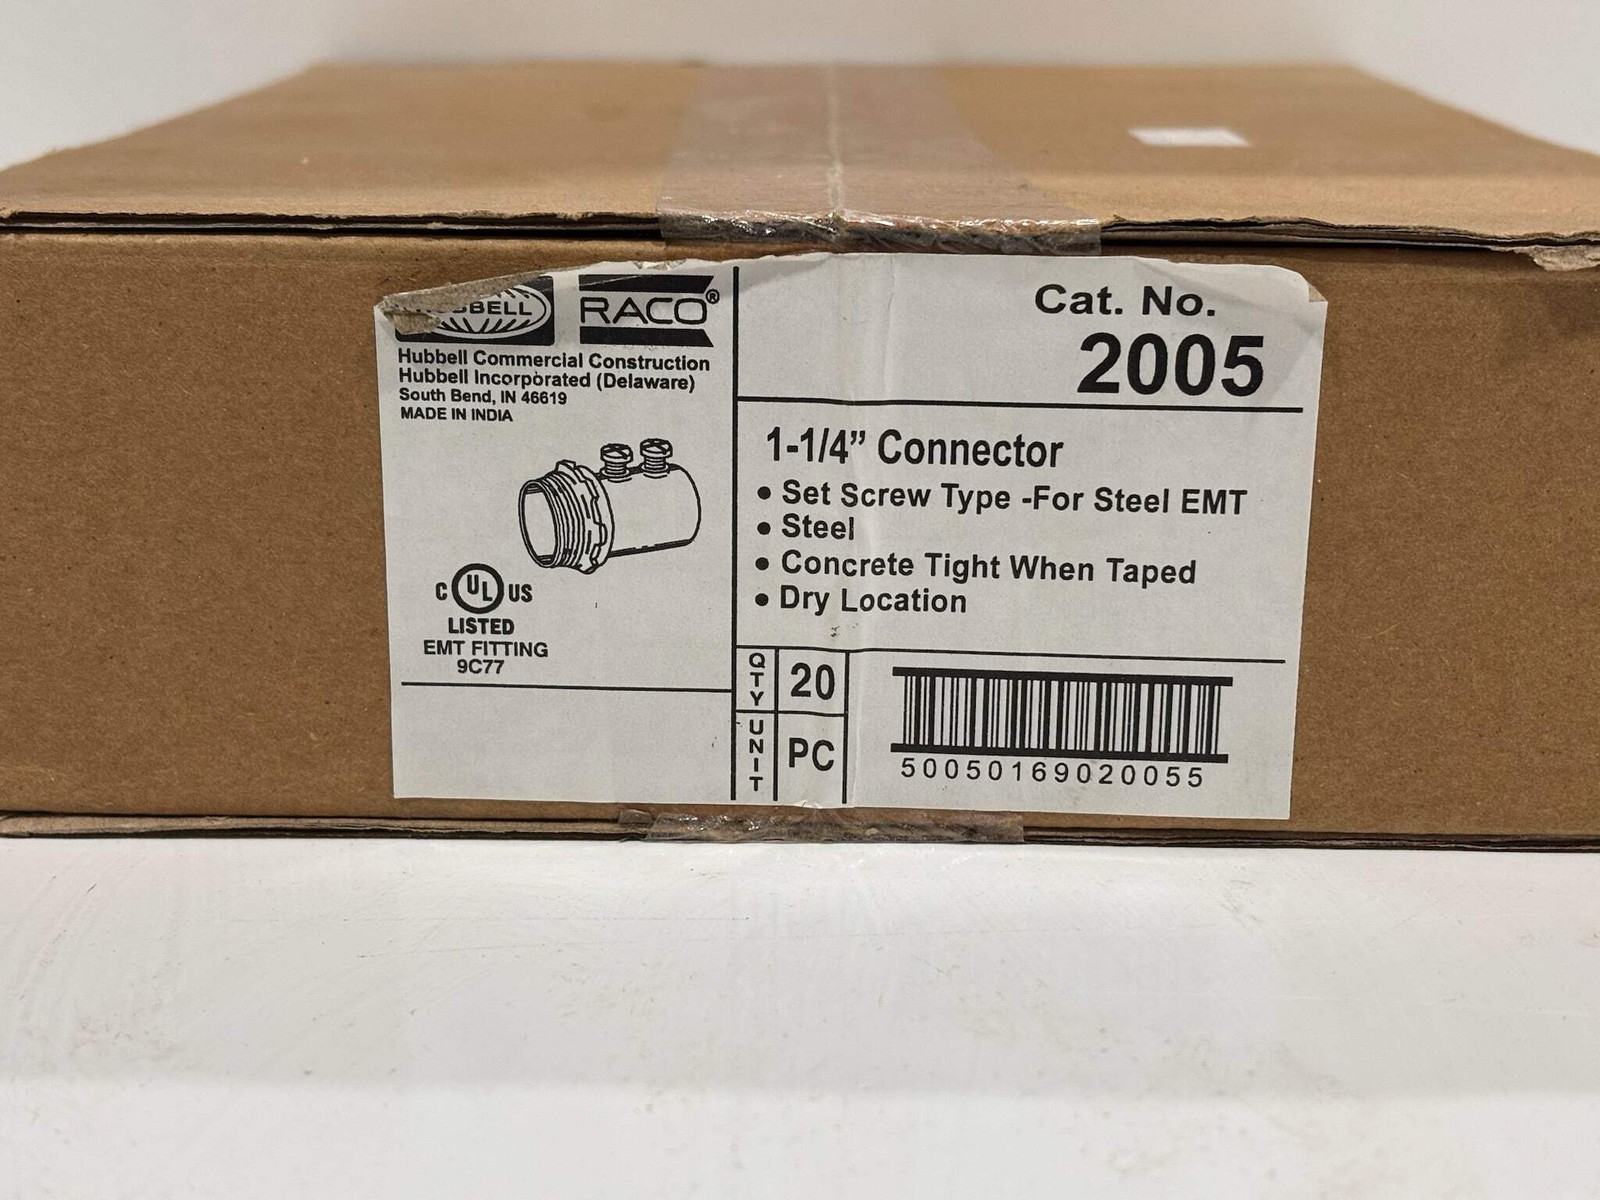 RACO®
Hubbell Commercial Construction
Hubbell Incorporated (Delaware)
South Bend, IN 46619
MADE IN INDIA
C UL US
LISTED
EMT FITTING
9C77
Cat. No.
2005
1-1/4” Connector
• Set Screw Type -For Steel EMT
• Steel
• Concrete Tight When Taped
• Dry Location
QTY 20
UNIT PC
50050169020055